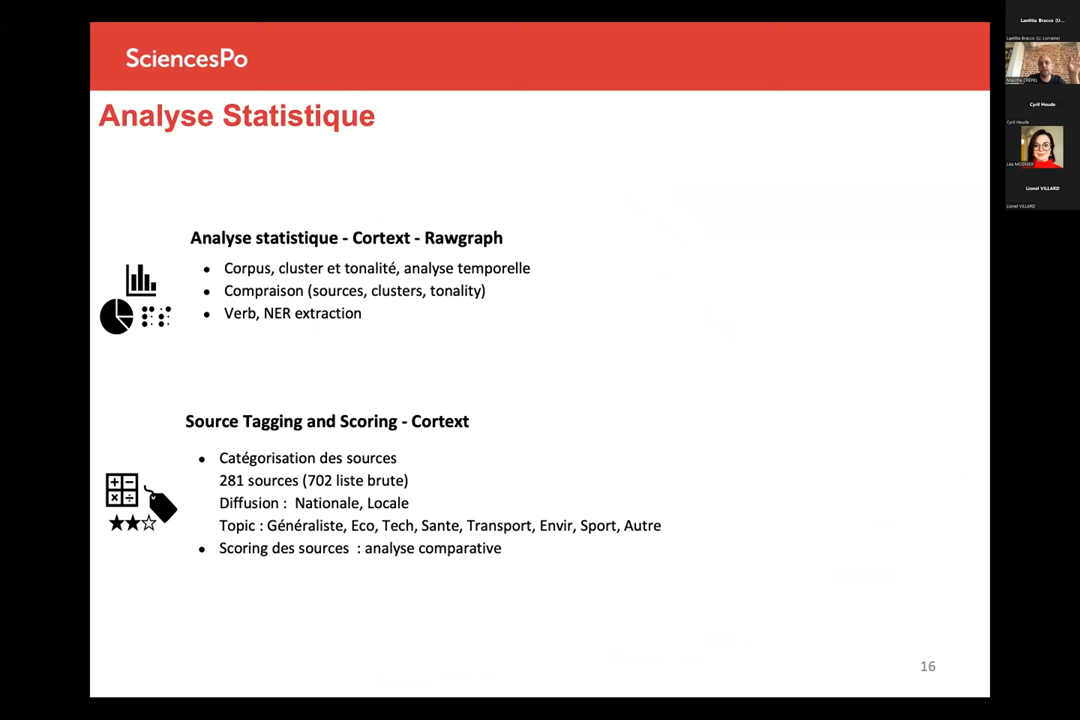 SciencesPo
Analyse Statistique
Analyse statistique - Cortext - Rawgraph
Corpus, cluster et tonalité, analyse temporelle
Compraison (sources, clusters, tonality)
Verb, NER extraction
Source Tagging and Scoring - Cortext
Catégorisation des sources
281 sources (702 liste brute)
Diffusion : Nationale, Locale
Topic : Généraliste, Eco, Tech, Sante, Transport, Envir, Sport, Autre
Scoring des sources : analyse comparative
16
Laetitia Bracco (U...
Laetitia Bracco (U. Lorraine)
Maxime CREPEL
Cyril Heude
Cyril Heude
Léa MOSNIER
Lionel VILLARD
Lionel VILLARD